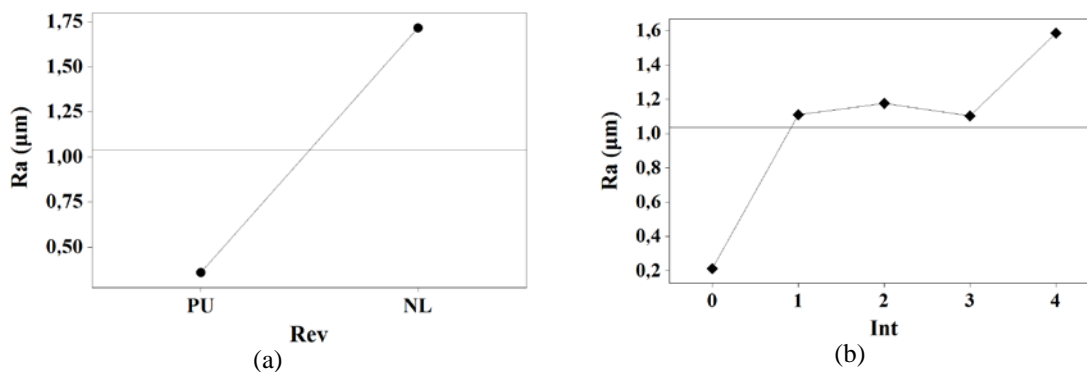 Ra (μm)
1,75
1,50
1,25
1,00
0,75
0,50
PU
NL
Rev
(a)
Ra (μm)
1,6
1,4
1,2
1,0
0,8
0,6
0,4
0,2
0 1 2 3 4
Int
(b)